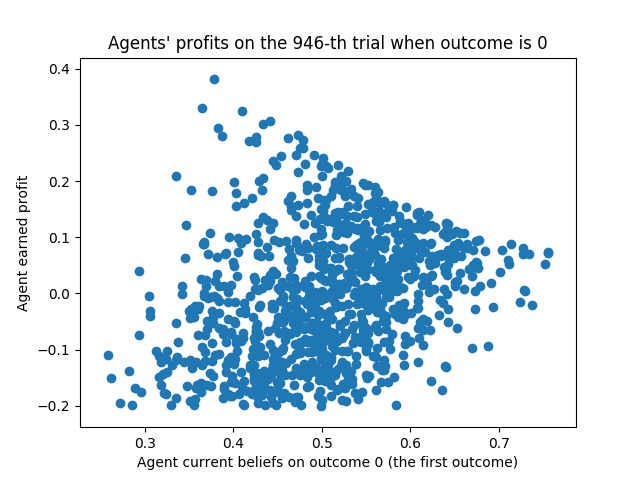 Agents' profits on the 946-th trial when outcome is 0
0.4
0.3
0.2
0.1
0.0
−0.1
−0.2
Agent earned profit
0.3 0.4 0.5 0.6 0.7
Agent current beliefs on outcome 0 (the first outcome)